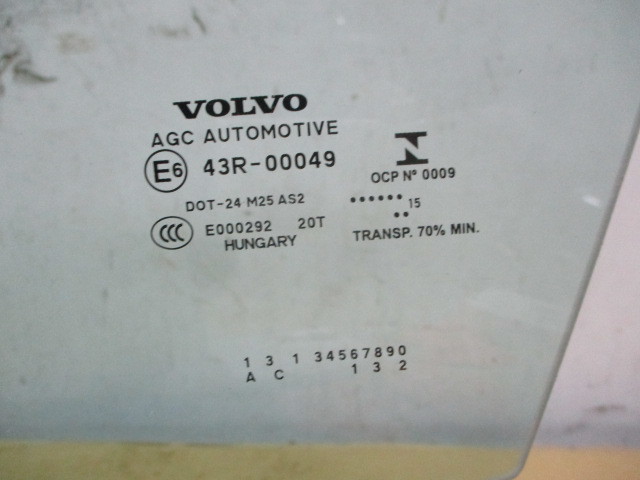 VOLVO
AGC AUTOMOTIVE
E6 43R-00049
DOT-24 M25 AS2
CCC E000292 20T
HUNGARY
N
OCP Nº 0009
•••••• 15
••
TRANSP. 70% MIN.
1 3 1 34567890
A C 1 3 2